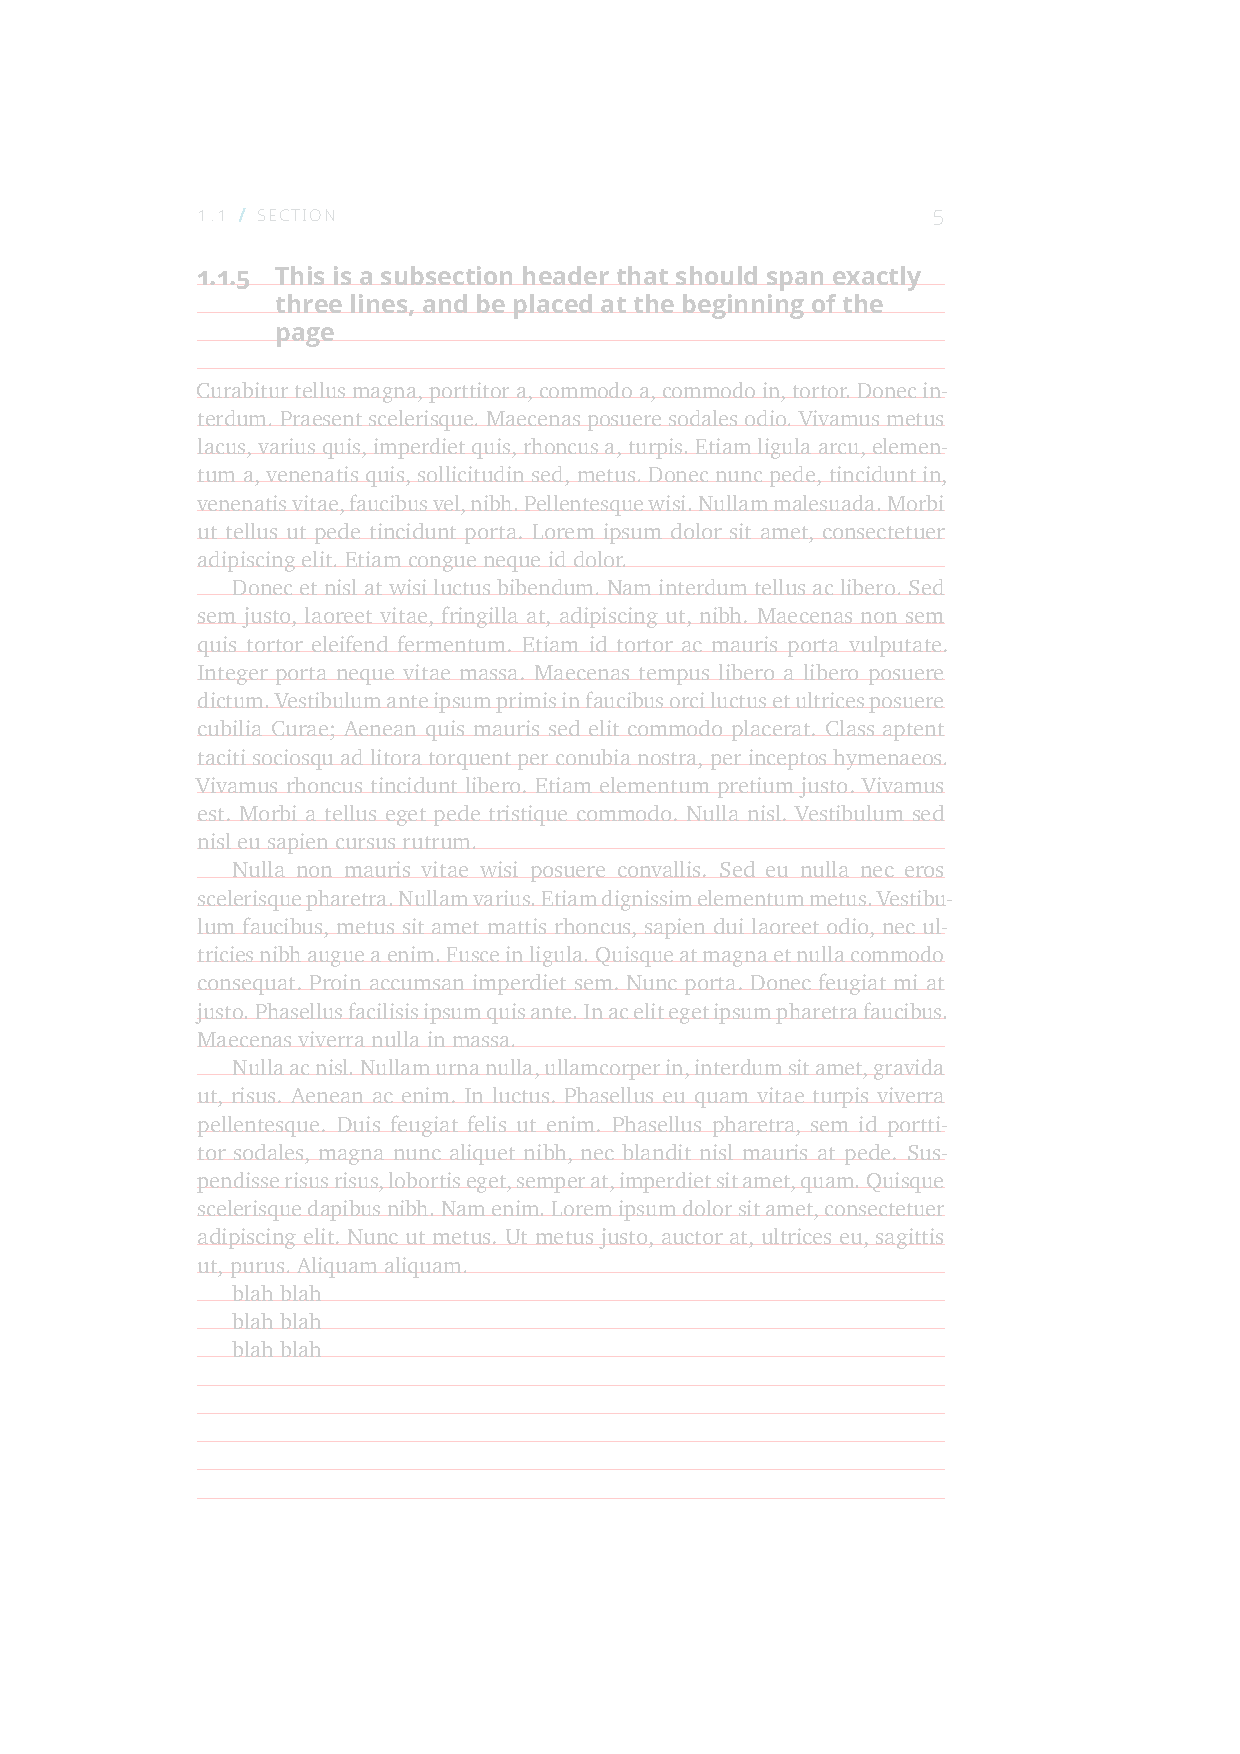 1.1 / SECTION 5
1.1.5 This is a subsection header that should span exactly
three lines, and be placed at the beginning of the
page
Curabitur tellus magna, porttitor a, commodo a, commodo in, tortor. Donec in-
terdum. Praesent scelerisque. Maecenas posuere sodales odio. Vivamus metus
lacus, varius quis, imperdiet quis, rhoncus a, turpis. Etiam ligula arcu, elemen-
tum a, venenatis quis, sollicitudin sed, metus. Donec nunc pede, tincidunt in,
venenatis vitae, faucibus vel, nibh. Pellentesque wisi. Nullam malesuada. Morbi
ut tellus ut pede tincidunt porta. Lorem ipsum dolor sit amet, consectetuer
adipiscing elit. Etiam congue neque id dolor.
Donec et nisl at wisi luctus bibendum. Nam interdum tellus ac libero. Sed
sem justo, laoreet vitae, fringilla at, adipiscing ut, nibh. Maecenas non sem
quis tortor eleifend fermentum. Etiam id tortor ac mauris porta vulputate.
Integer porta neque vitae massa. Maecenas tempus libero a libero posuere
dictum. Vestibulum ante ipsum primis in faucibus orci luctus et ultrices posuere
cubilia Curae; Aenean quis mauris sed elit commodo placerat. Class aptent
taciti sociosqu ad litora torquent per conubia nostra, per inceptos hymenaeos.
Vivamus rhoncus tincidunt libero. Etiam elementum pretium justo. Vivamus
est. Morbi a tellus eget pede tristique commodo. Nulla nisl. Vestibulum sed
nisl eu sapien cursus rutrum.
Nulla non mauris vitae wisi posuere convallis. Sed eu nulla nec eros
scelerisque pharetra. Nullam varius. Etiam dignissim elementum metus. Vestibu-
lum faucibus, metus sit amet mattis rhoncus, sapien dui laoreet odio, nec ul-
tricies nibh augue a enim. Fusce in ligula. Quisque at magna et nulla commodo
consequat. Proin accumsan imperdiet sem. Nunc porta. Donec feugiat mi at
justo. Phasellus facilisis ipsum quis ante. In ac elit eget ipsum pharetra faucibus.
Maecenas viverra nulla in massa.
Nulla ac nisl. Nullam urna nulla, ullamcorper in, interdum sit amet, gravida
ut, risus. Aenean ac enim. In luctus. Phasellus eu quam vitae turpis viverra
pellentesque. Duis feugiat felis ut enim. Phasellus pharetra, sem id portti-
tor sodales, magna nunc aliquet nibh, nec blandit nisl mauris at pede. Sus-
pendisse risus risus, lobortis eget, semper at, imperdiet sit amet, quam. Quisque
scelerisque dapibus nibh. Nam enim. Lorem ipsum dolor sit amet, consectetuer
adipiscing elit. Nunc ut metus. Ut metus justo, auctor at, ultrices eu, sagittis
ut, purus. Aliquam aliquam.
blah blah
blah blah
blah blah